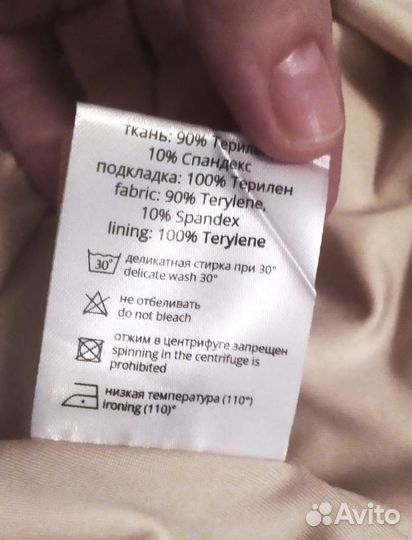 ткань: 90% Терилен,
10% Спандекс
подкладка: 100% Терилен
fabric: 90% Terylene,
10% Spandex
lining: 100% Terylene
30° деликатная стирка при 30°
delicate wash 30°
не отбеливать
do not bleach
отжим в центрифуге запрещен
spinning in the centrifuge is
prohibited
низкая температура (110°)
ironing (110)°
Avito